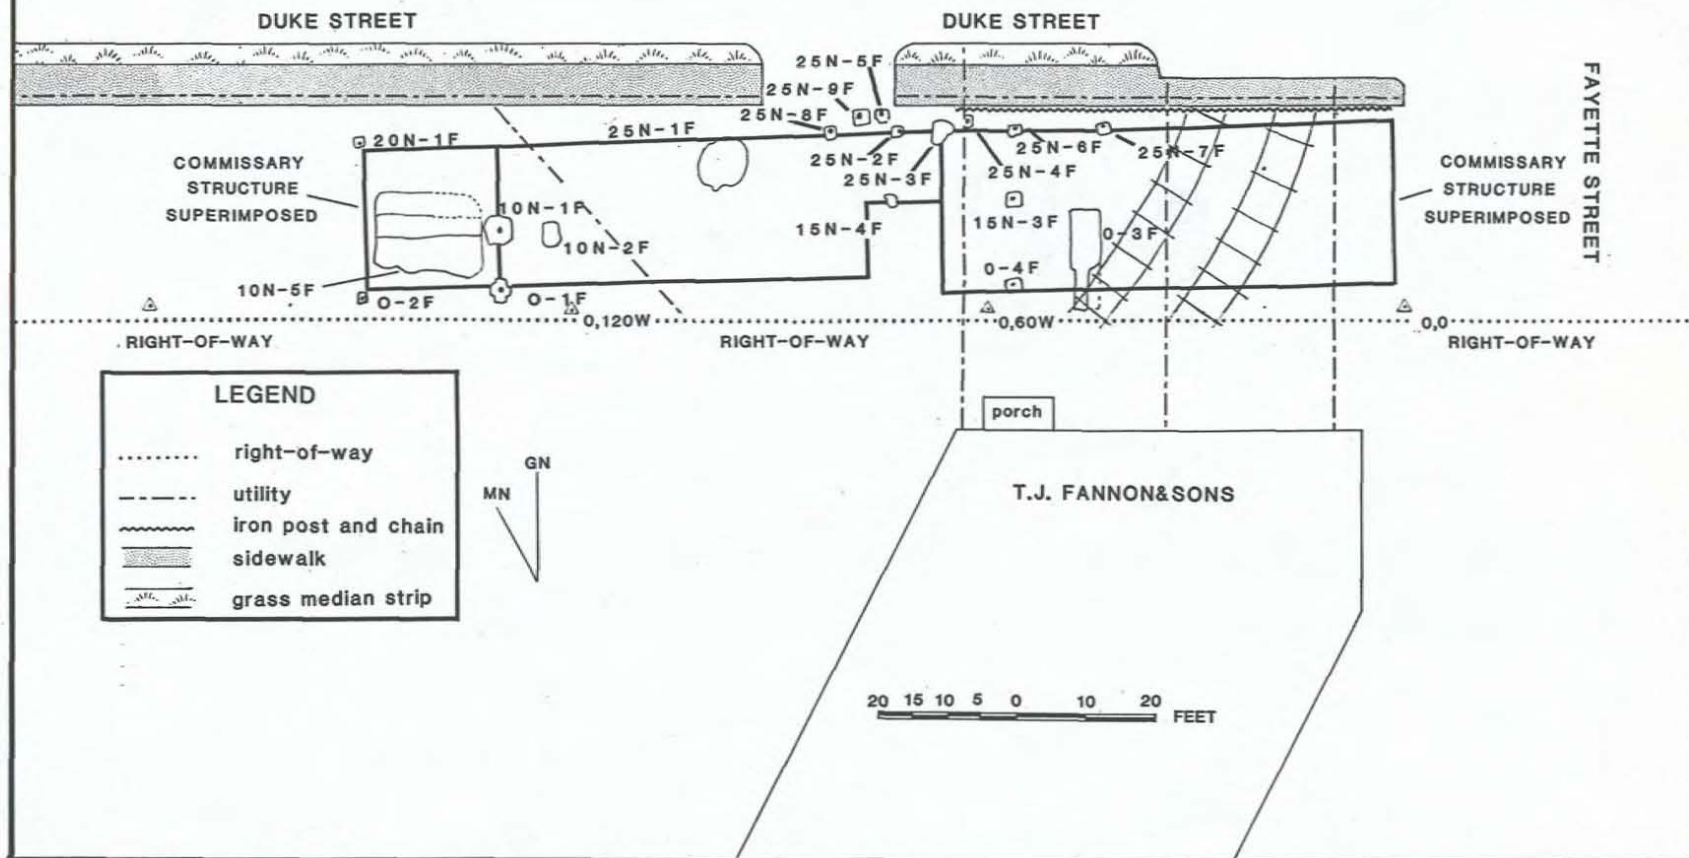 DUKE STREET
DUKE STREET
FAYETTE STREET
25N-5F
25N-9F
25N-8F
20N-1F
25N-1F
25N-2F
25N-3F
25N-6F
25N-7F
25N-4F
COMMISSARY
STRUCTURE
SUPERIMPOSED
COMMISSARY
STRUCTURE
SUPERIMPOSED
10N-1F
10N-2F
15N-4F
15N-3F
0-3F
0-4F
10N-5F
O-2F
O-1F
0,120W
0,60W
0,0
RIGHT-OF-WAY
RIGHT-OF-WAY
RIGHT-OF-WAY
LEGEND
right-of-way
utility
iron post and chain
sidewalk
grass median strip
GN
MN
porch
T.J. FANNON&SONS
20 15 10 5 0 10 20
FEET